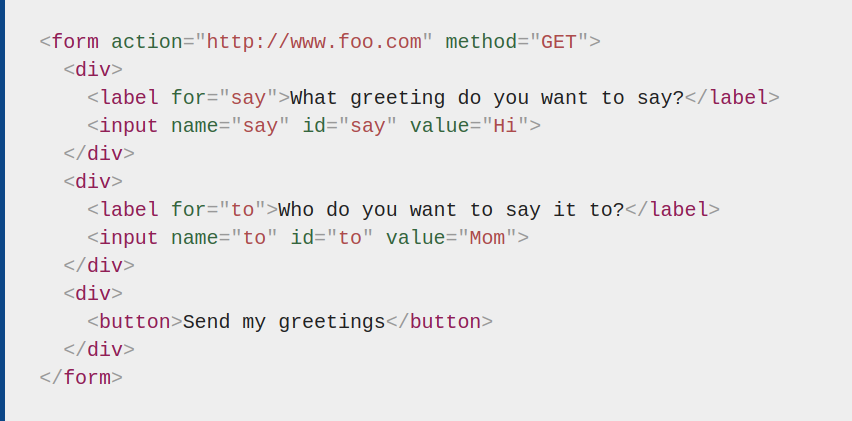 <form action="http://www.foo.com" method="GET">
  <div>
    <label for="say">What greeting do you want to say?</label>
    <input name="say" id="say" value="Hi">
  </div>
  <div>
    <label for="to">Who do you want to say it to?</label>
    <input name="to" id="to" value="Mom">
  </div>
  <div>
    <button>Send my greetings</button>
  </div>
</form>